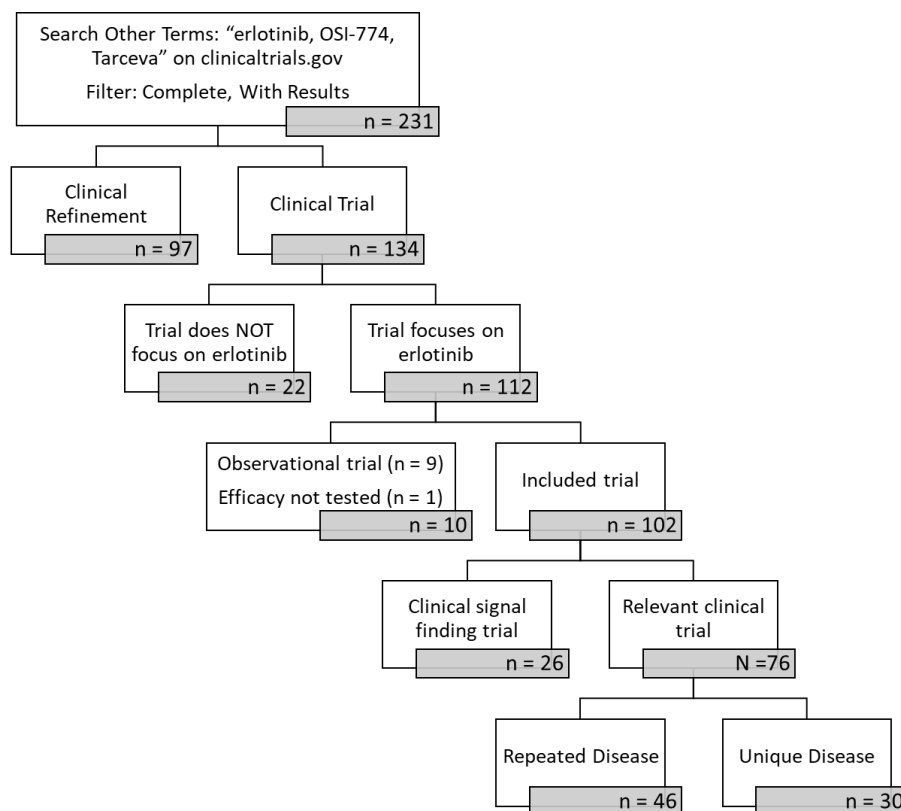 Search Other Terms: “erlotinib, OSI-774,
Tarceva” on clinicaltrials.gov
Filter: Complete, With Results
n = 231
Clinical
Refinement
n = 97
Clinical Trial
n = 134
Trial does NOT
focus on erlotinib
n = 22
Trial focuses on
erlotinib
n = 112
Observational trial (n = 9)
Efficacy not tested (n = 1)
n = 10
Included trial
n = 102
Clinical signal
finding trial
n = 26
Relevant clinical
trial
N =76
Repeated Disease
n = 46
Unique Disease
n = 30